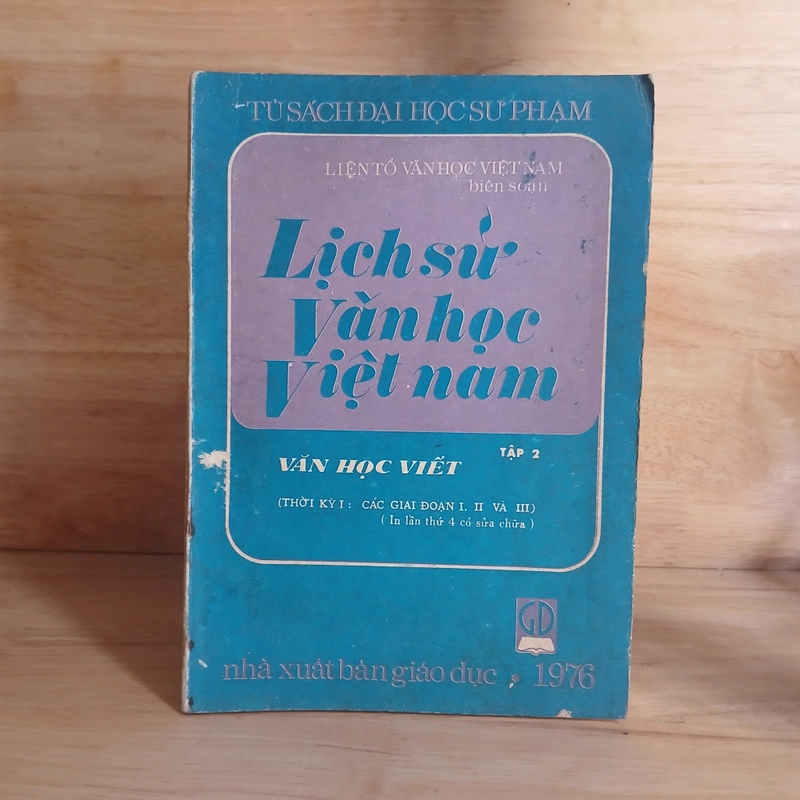 TỦ SÁCH ĐẠI HỌC SƯ PHẠM
LIÊN TỔ VĂN HỌC VIỆT NAM
biên soạn
Lịch sử
Văn học
Việt nam
TẬP 2
VĂN HỌC VIẾT
(THỜI KỲ I : CÁC GIAI ĐOẠN I, II VÀ III)
( In lần thứ 4 có sửa chữa )
GD
nhà xuất bản giáo dục * 1976